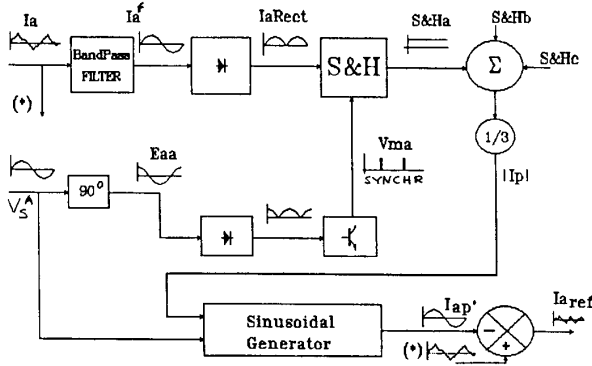 Ia
Ia^f
IaRect
S&Ha
S&Hb
BandPass
FILTER
S&H
Σ
S&Hc
(*)
1/3
Vma
|Ip|
SYNCHR
Eaa
90°
V_S^A
Sinusoidal
Generator
Iap'
Ia_ref
−
(*)
+